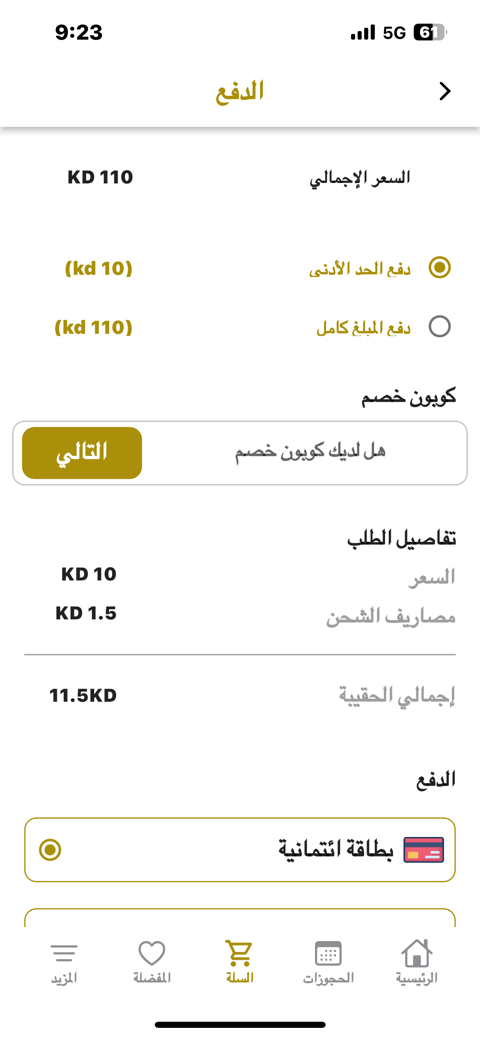 9:23 5G 61
الدفع
السعر الإجمالي KD 110
دفع الحد الأدنى (kd 10)
دفع المبلغ كامل (kd 110)
كوبون خصم
هل لديك كوبون خصم التالي
تفاصيل الطلب
السعر KD 10
مصاريف الشحن KD 1.5
إجمالي الحقيبة 11.5KD
الدفع
بطاقة ائتمانية
الرئيسية الحجوزات السلة المفضلة المزيد